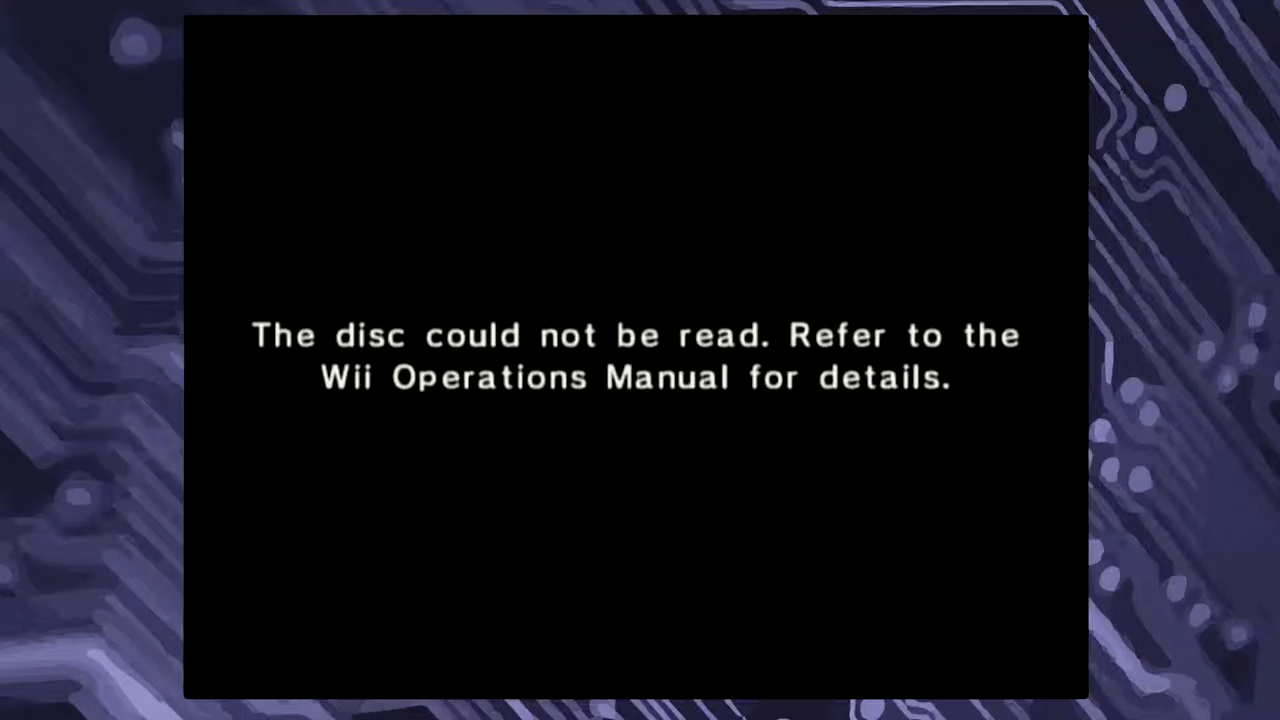 The disc could not be read. Refer to the
Wii Operations Manual for details.